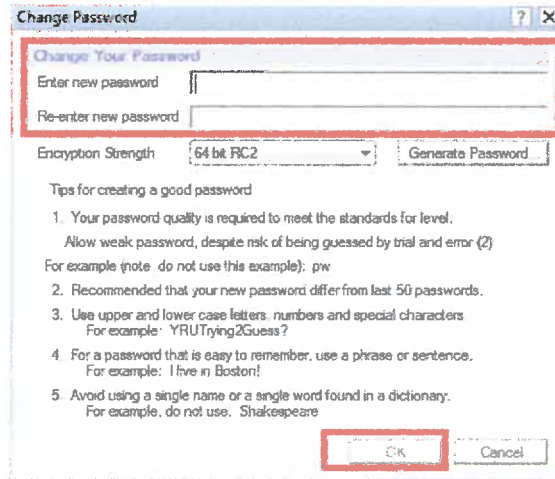 Change Password
Change Your Password
Enter new password
Re-enter new password
Encryption Strength 64 bit RC2 Generate Password...
Tips for creating a good password
1. Your password quality is required to meet the standards for level:
Allow weak password, despite risk of being guessed by trial and error (2)
For example (note do not use this example): pw
2. Recommended that your new password differ from last 50 passwords.
3. Use upper and lower case letters, numbers and special characters
For example: YRUTrying2Guess?
4. For a password that is easy to remember, use a phrase or sentence.
For example: I live in Boston!
5. Avoid using a single name or a single word found in a dictionary.
For example, do not use. Shakespeare
OK Cancel